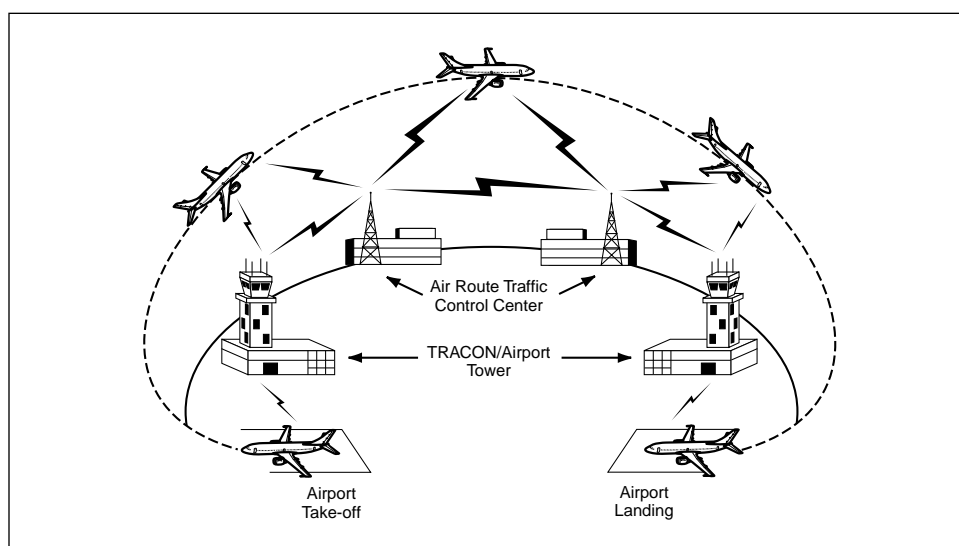 Air Route Traffic
Control Center
TRACON/Airport
Tower
Airport
Take-off
Airport
Landing